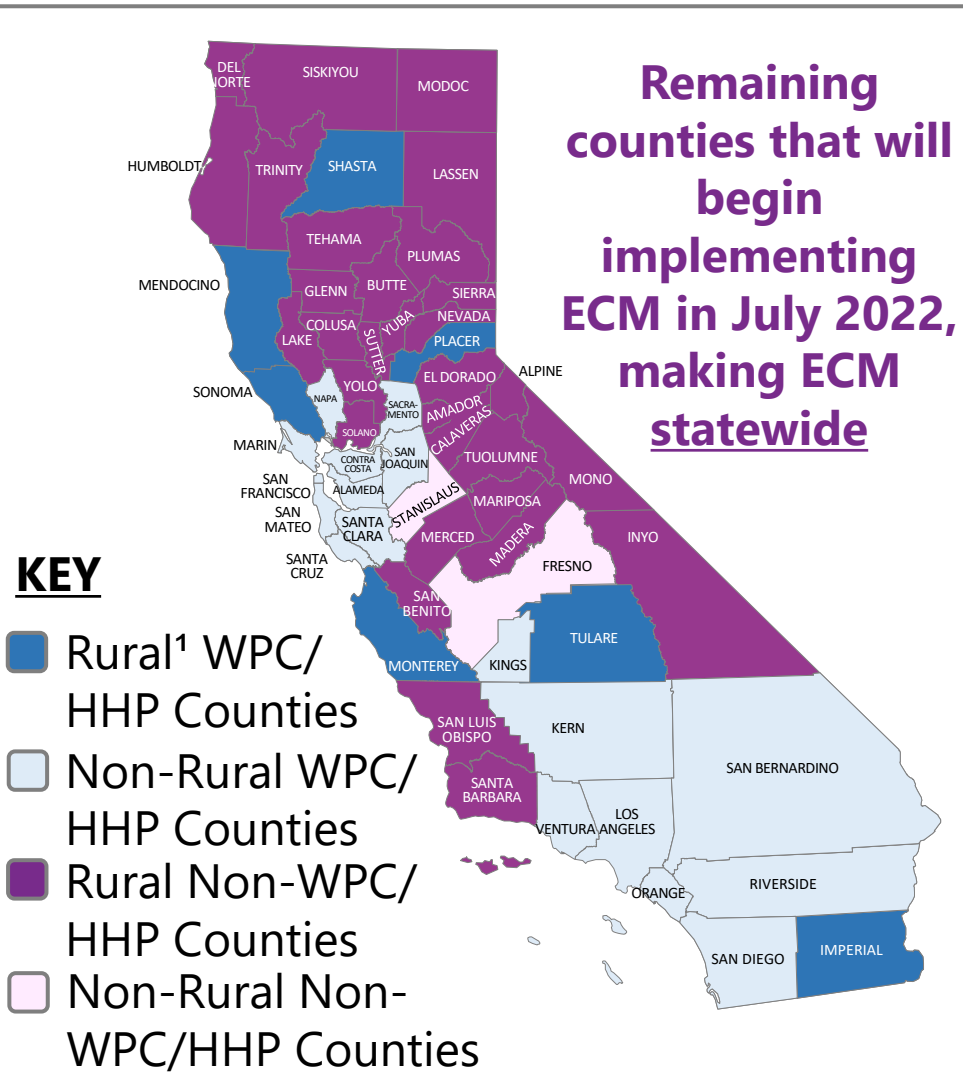 Remaining
counties that will
begin
implementing
ECM in July 2022,
making ECM
statewide
DEL
NORTE
SISKIYOU
MODOC
HUMBOLDT
TRINITY
SHASTA
LASSEN
TEHAMA
PLUMAS
MENDOCINO
GLENN
BUTTE
SIERRA
COLUSA
YUBA
NEVADA
LAKE
SUTTER
PLACER
SONOMA
NAPA
YOLO
SACRA-
MENTO
EL DORADO
ALPINE
AMADOR
SOLANO
CALAVERAS
MARIN
CONTRA
COSTA
SAN
JOAQUIN
TUOLUMNE
MONO
SAN
FRANCISCO
ALAMEDA
STANISLAUS
MARIPOSA
SAN
MATEO
SANTA
CLARA
MERCED
MADERA
INYO
SANTA
CRUZ
FRESNO
SAN
BENITO
TULARE
MONTEREY
KINGS
SAN LUIS
OBISPO
KERN
SAN BERNARDINO
SANTA
BARBARA
VENTURA
LOS
ANGELES
ORANGE
RIVERSIDE
SAN DIEGO
IMPERIAL
KEY
Rural¹ WPC/
HHP Counties
Non-Rural WPC/
HHP Counties
Rural Non-WPC/
HHP Counties
Non-Rural Non-
WPC/HHP Counties